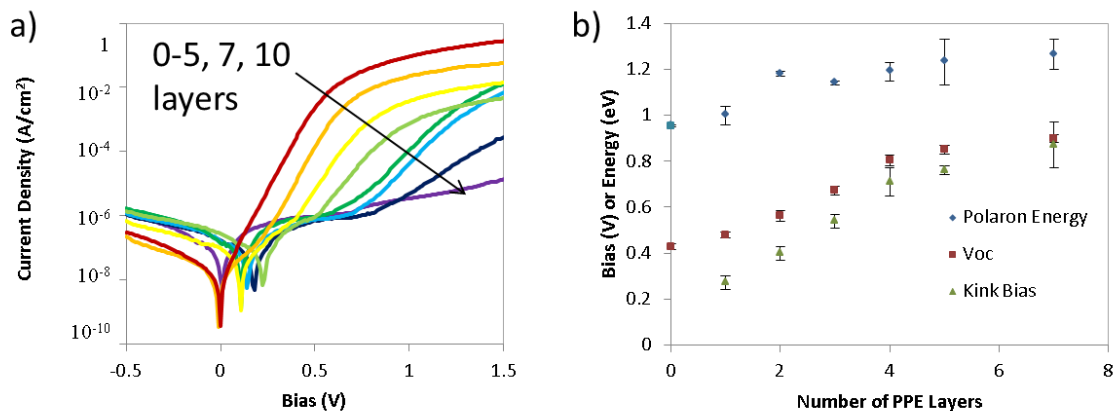 a)
0-5, 7, 10
layers
1
10-2
10-4
10-6
10-8
10-10
Current Density (A/cm2)
-0.5
0
0.5
1
1.5
Bias (V)
b)
1.4
1.2
1
0.8
0.6
0.4
0.2
0
Bias (V) or Energy (eV)
Polaron Energy
Voc
Kink Bias
0
2
4
6
8
Number of PPE Layers